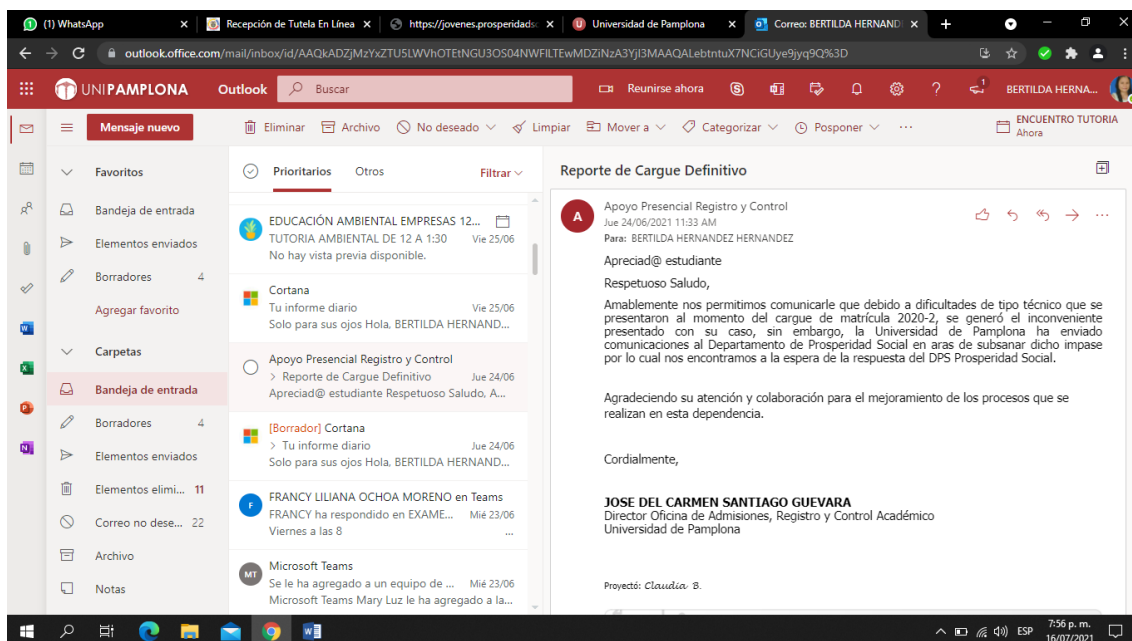 (1) WhatsApp
Recepción de Tutela En Línea
https://jovenes.prosperidads
Universidad de Pamplona
Correo: BERTILDA HERNAND
outlook.office.com/mail/inbox/id/AAQkADZjMzYxZTU5LWVhOTEtNGU3OS04NWFlLTEwMDZiNzA3YjI3MAAQALebtntuX7NCiGUye9jyq9Q%3D
UNIPAMPLONA
Outlook
Buscar
Reunirse ahora
1
BERTILDA HERNA...
Mensaje nuevo
Eliminar
Archivo
No deseado
Limpiar
Mover a
Categorizar
Posponer
...
ENCUENTRO TUTORIA
Ahora
Favoritos
Bandeja de entrada
Elementos enviados
Borradores 4
Agregar favorito
Carpetas
Bandeja de entrada
Borradores 4
Elementos enviados
Elementos elimi... 11
Correo no dese... 22
Archivo
Notas
Prioritarios
Otros
Filtrar
EDUCACIÓN AMBIENTAL EMPRESAS 12...
TUTORIA AMBIENTAL DE 12 A 1:30 Vie 25/06
No hay vista previa disponible.
Cortana
Tu informe diario Vie 25/06
Solo para sus ojos Hola, BERTILDA HERNAND...
Apoyo Presencial Registro y Control
> Reporte de Cargue Definitivo Jue 24/06
Apreciad@ estudiante Respetuoso Saludo, A...
[Borrador] Cortana
> Tu informe diario Jue 24/06
Solo para sus ojos Hola, BERTILDA HERNAND...
F
FRANCY LILIANA OCHOA MORENO en Teams
FRANCY ha respondido en EXAME... Mié 23/06
Viernes a las 8 ...
MT
Microsoft Teams
Se le ha agregado a un equipo de ... Mié 23/06
Microsoft Teams Mary Luz le ha agregado a la...
Reporte de Cargue Definitivo
A
Apoyo Presencial Registro y Control
Jue 24/06/2021 11:33 AM
Para: BERTILDA HERNANDEZ HERNANDEZ
Apreciad@ estudiante
Respetuoso Saludo,
Amablemente nos permitimos comunicarle que debido a dificultades de tipo técnico que se
presentaron al momento del cargue de matrícula 2020-2, se generó el inconveniente
presentado con su caso, sin embargo, la Universidad de Pamplona ha enviado
comunicaciones al Departamento de Prosperidad Social en aras de subsanar dicho impase
por lo cual nos encontramos a la espera de la respuesta del DPS Prosperidad Social.
Agradeciendo su atención y colaboración para el mejoramiento de los procesos que se
realizan en esta dependencia.
Cordialmente,
JOSE DEL CARMEN SANTIAGO GUEVARA
Director Oficina de Admisiones, Registro y Control Académico
Universidad de Pamplona
Proyectó: Claudia B.
ESP
7:56 p. m.
16/07/2021